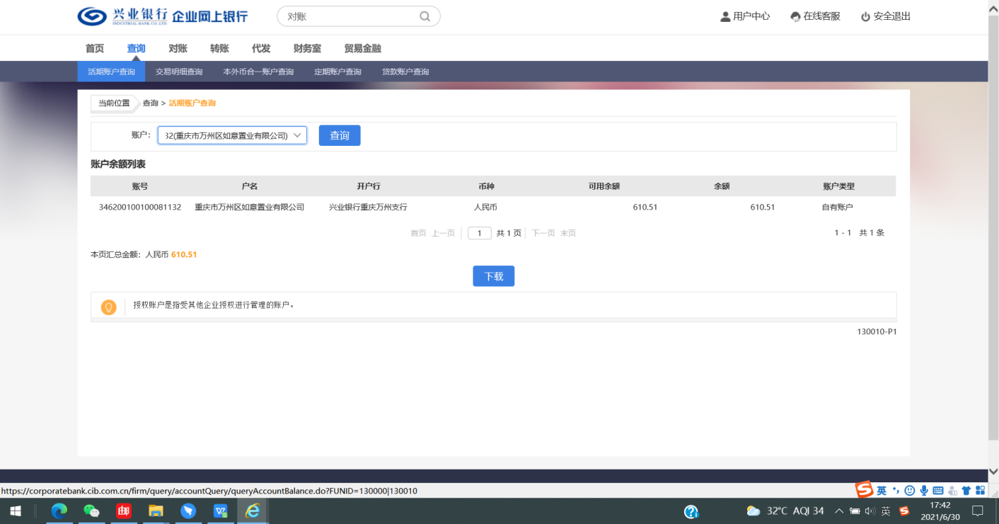 兴业银行 企业网上银行 对账 用户中心 在线客服 安全退出
INDUSTRIAL BANK CO.,LTD.
首页 查询 对账 转账 代发 财务室 贸易金融
活期账户查询 交易明细查询 本外币合一账户查询 定期账户查询 贷款账户查询
当前位置 查询 > 活期账户查询
账户: 32(重庆市万州区如意置业有限公司) 查询
账户余额列表
账号 户名 开户行 币种 可用余额 余额 账户类型
346200100100081132 重庆市万州区如意置业有限公司 兴业银行重庆万州支行 人民币 610.51 610.51 自有账户
首页 上一页 1 共 1 页 下一页 末页 1 - 1 共 1 条
本页汇总金额: 人民币 610.51
下载
授权账户是指受其他企业授权进行管理的账户。
130010-P1
https://corporatebank.cib.com.cn/firm/query/accountQuery/queryAccountBalance.do?FUNID=130000|130010
英
32°C AQI 34 英 17:42
2021/6/30